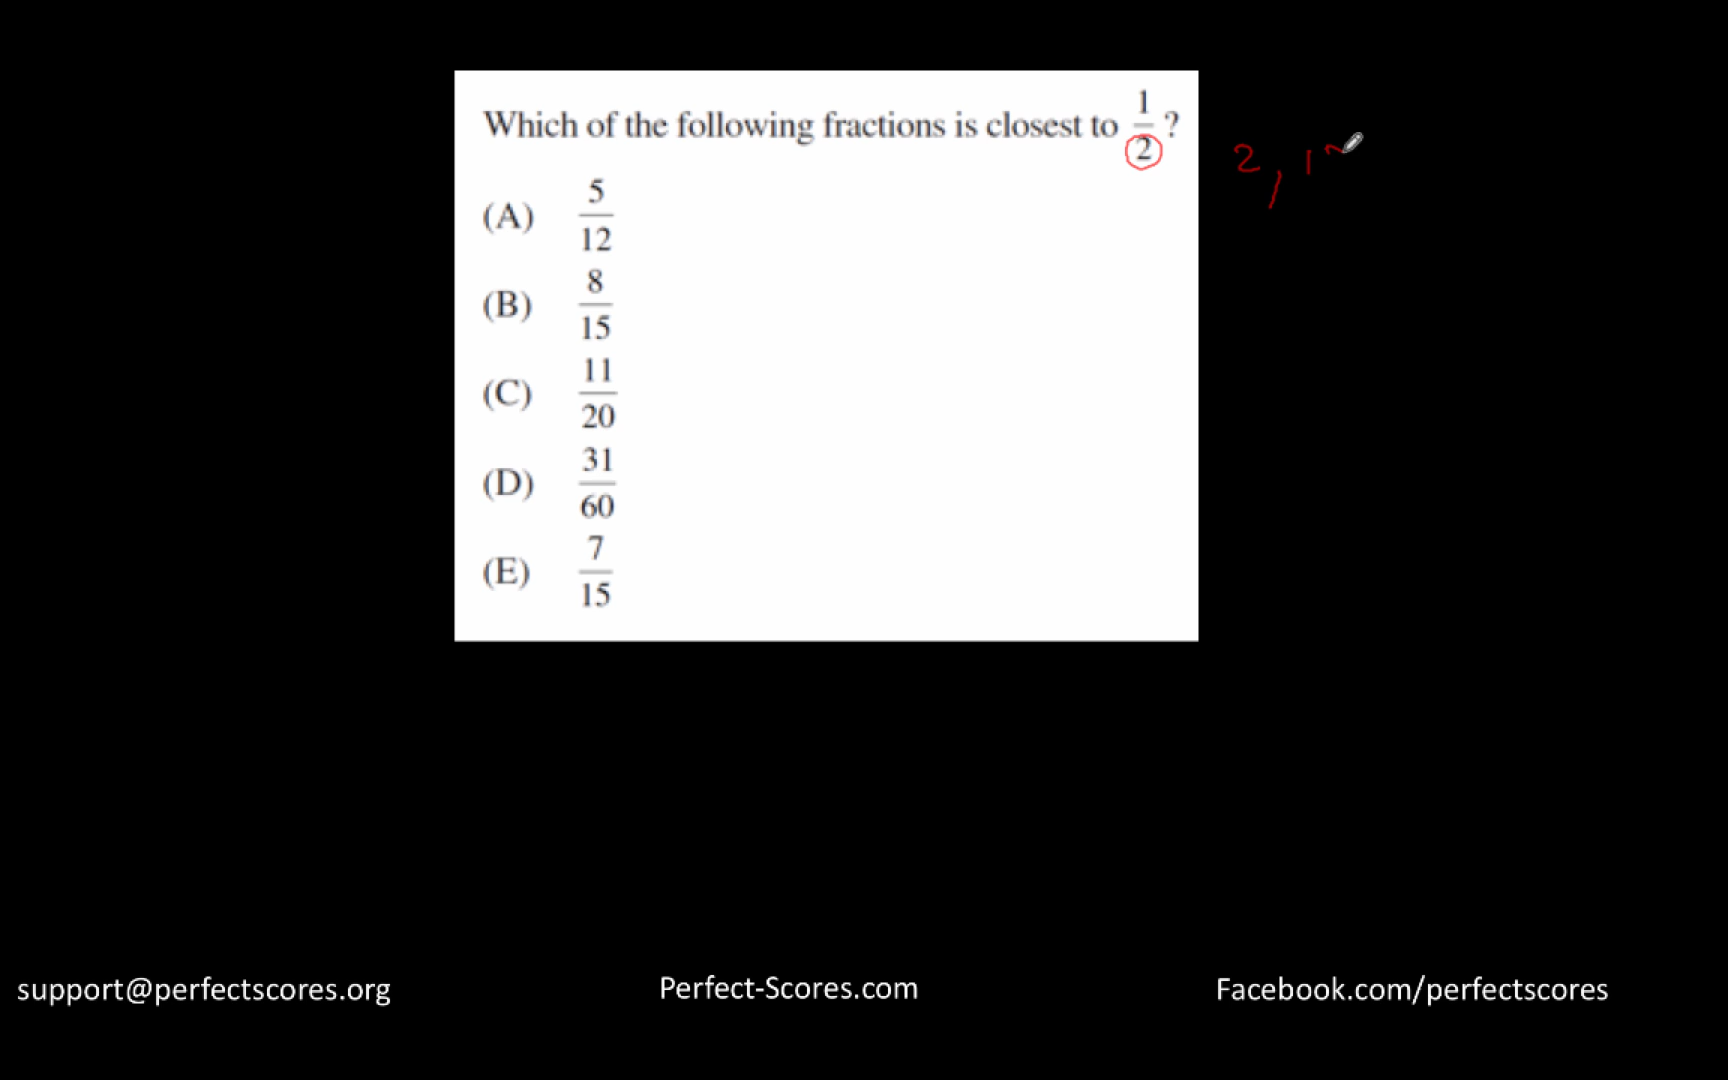 Which of the following fractions is closest to 1/2 ?
2, 1
(A) 5/12
(B) 8/15
(C) 11/20
(D) 31/60
(E) 7/15
support@perfectscores.org
Perfect-Scores.com
Facebook.com/perfectscores